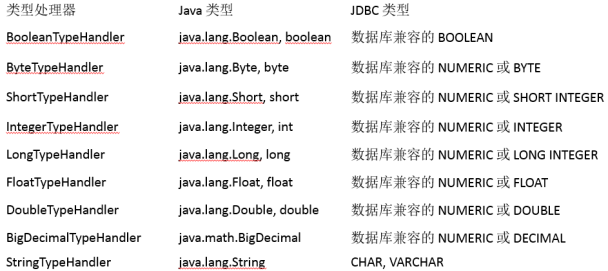 类型处理器 Java 类型 JDBC 类型
BooleanTypeHandler java.lang.Boolean, boolean 数据库兼容的 BOOLEAN
ByteTypeHandler java.lang.Byte, byte 数据库兼容的 NUMERIC 或 BYTE
ShortTypeHandler java.lang.Short, short 数据库兼容的 NUMERIC 或 SHORT INTEGER
IntegerTypeHandler java.lang.Integer, int 数据库兼容的 NUMERIC 或 INTEGER
LongTypeHandler java.lang.Long, long 数据库兼容的 NUMERIC 或 LONG INTEGER
FloatTypeHandler java.lang.Float, float 数据库兼容的 NUMERIC 或 FLOAT
DoubleTypeHandler java.lang.Double, double 数据库兼容的 NUMERIC 或 DOUBLE
BigDecimalTypeHandler java.math.BigDecimal 数据库兼容的 NUMERIC 或 DECIMAL
StringTypeHandler java.lang.String CHAR, VARCHAR